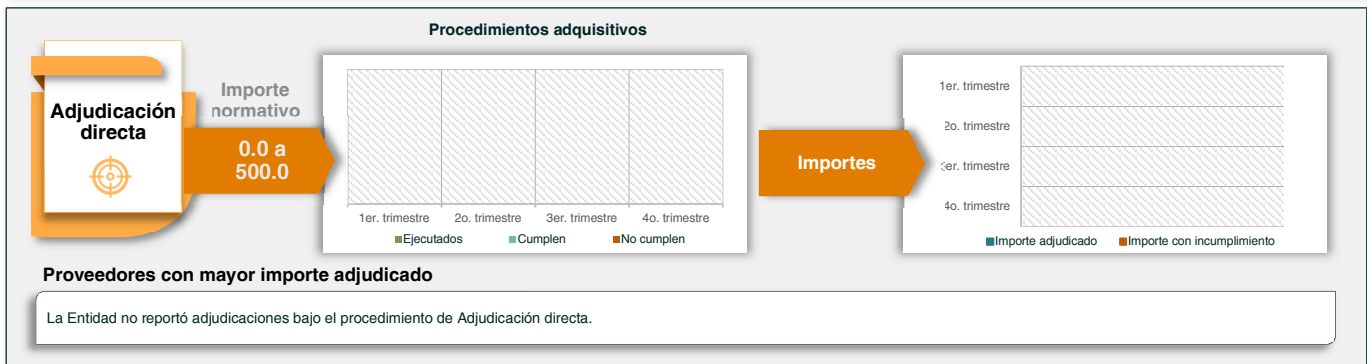 Procedimientos adquisitivos
Adjudicación
directa
Importe
normativo
0.0 a
500.0
1er. trimestre
2o. trimestre
3er. trimestre
4o. trimestre
Ejecutados
Cumplen
No cumplen
Importes
1er. trimestre
2o. trimestre
3er. trimestre
4o. trimestre
Importe adjudicado
Importe con incumplimiento
Proveedores con mayor importe adjudicado
La Entidad no reportó adjudicaciones bajo el procedimiento de Adjudicación directa.